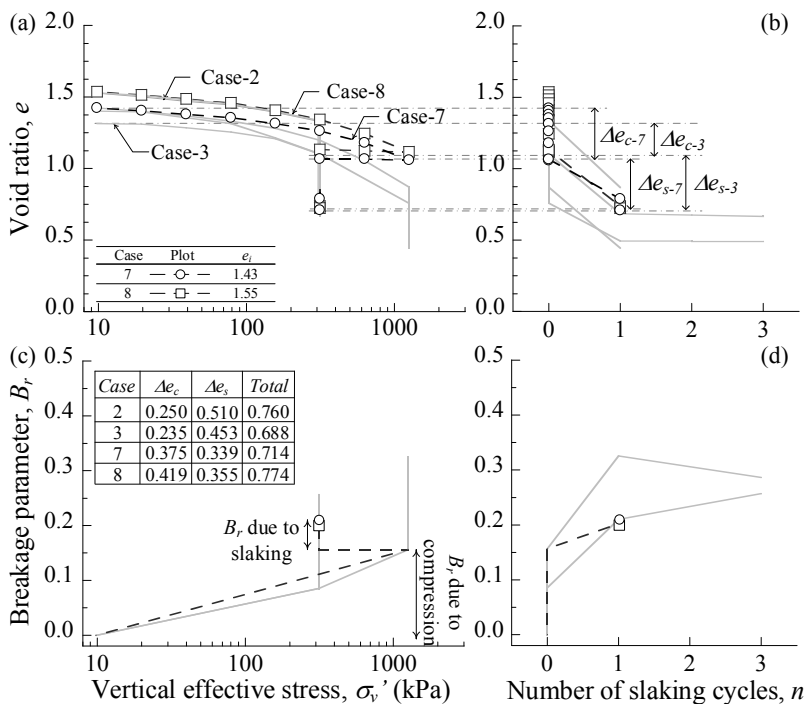 (a)
(b)
2.0
1.5
1.0
0.5
0.0
Void ratio, e
Case-2
Case-8
Case-7
Case-3
Case Plot e_i
7 1.43
8 1.55
10 100 1000
Δe_{c-7}
Δe_{c-3}
Δe_{s-7}
Δe_{s-3}
2.0
1.5
1.0
0.5
0.0
0 1 2 3
(c)
(d)
0.5
0.4
0.3
0.2
0.1
0.0
Breakage parameter, B_r
Case Δe_c Δe_s Total
2 0.250 0.510 0.760
3 0.235 0.453 0.688
7 0.375 0.339 0.714
8 0.419 0.355 0.774
B_r due to
slaking
B_r due to
compression
10 100 1000
Vertical effective stress, σ_v' (kPa)
0.5
0.4
0.3
0.2
0.1
0.0
0 1 2 3
Number of slaking cycles, n